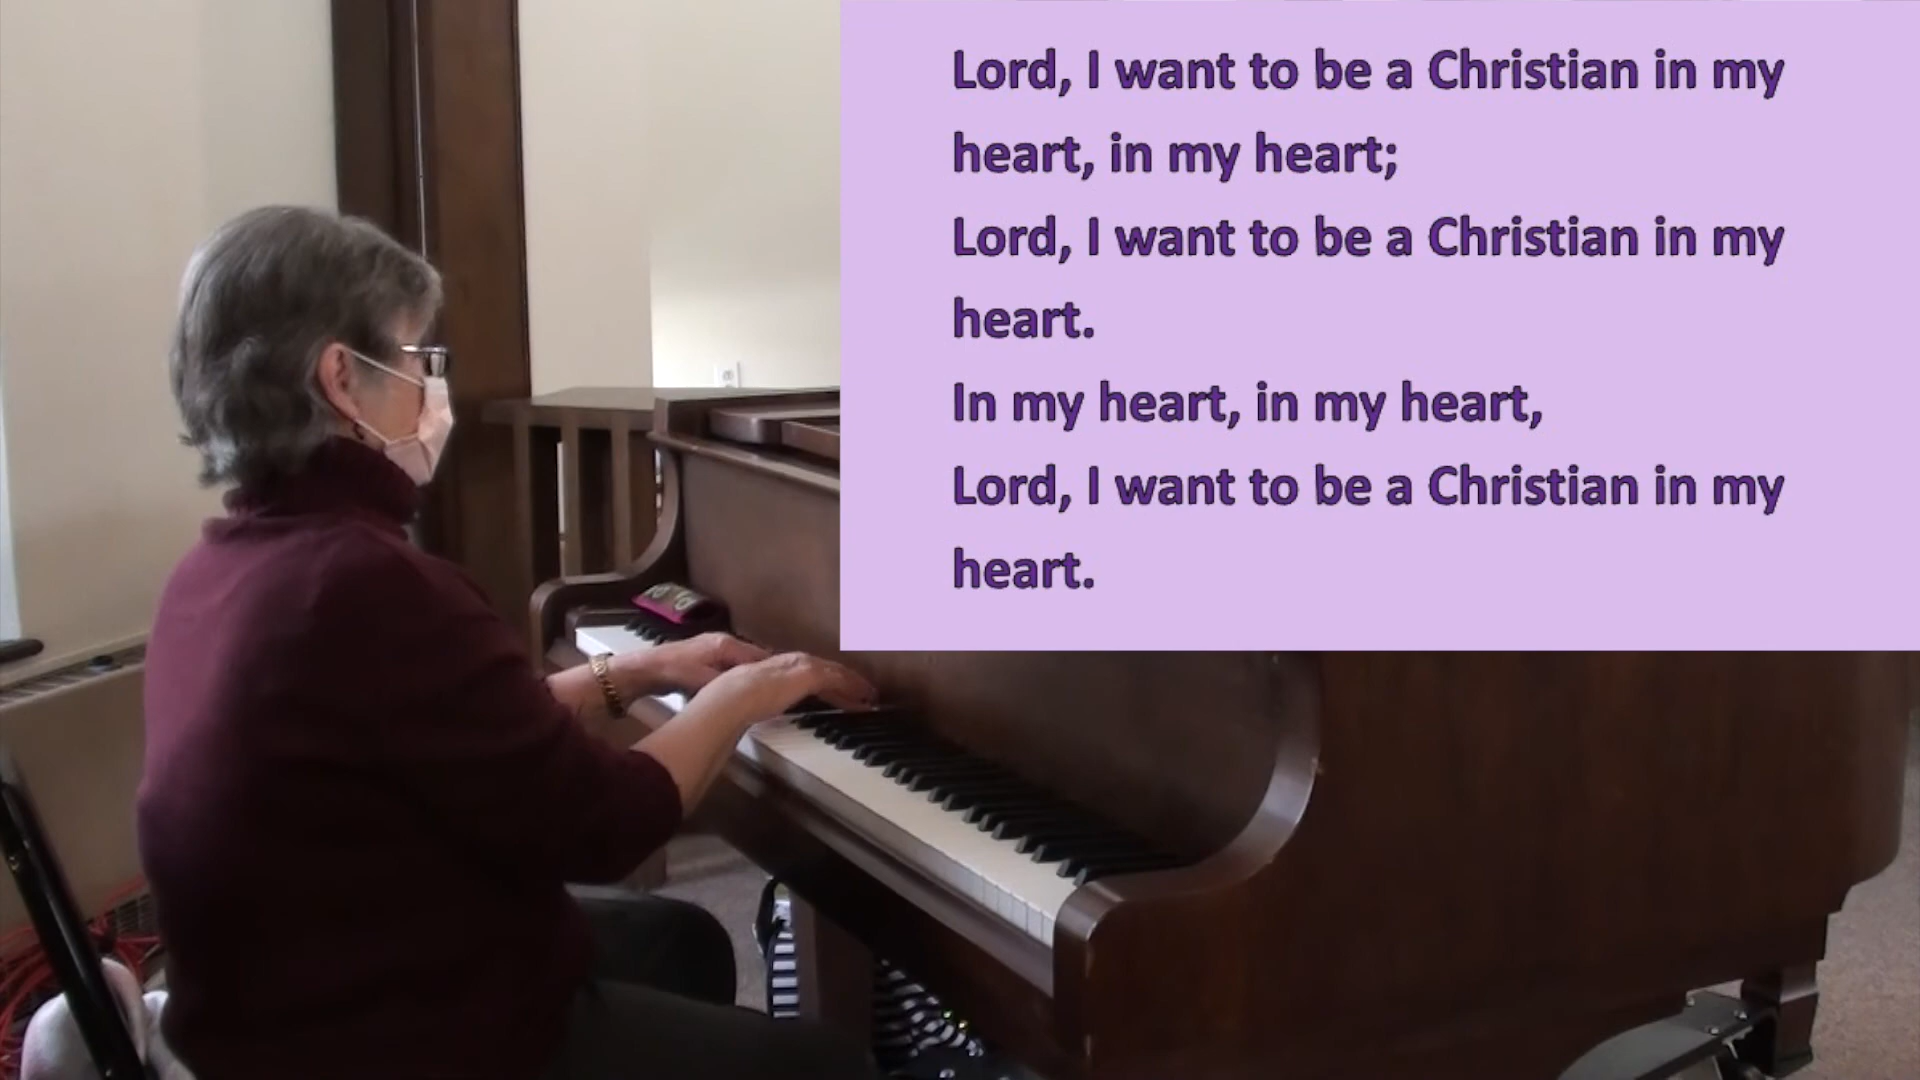 Lord, I want to be a Christian in my
heart, in my heart;
Lord, I want to be a Christian in my
heart.
In my heart, in my heart,
Lord, I want to be a Christian in my
heart.